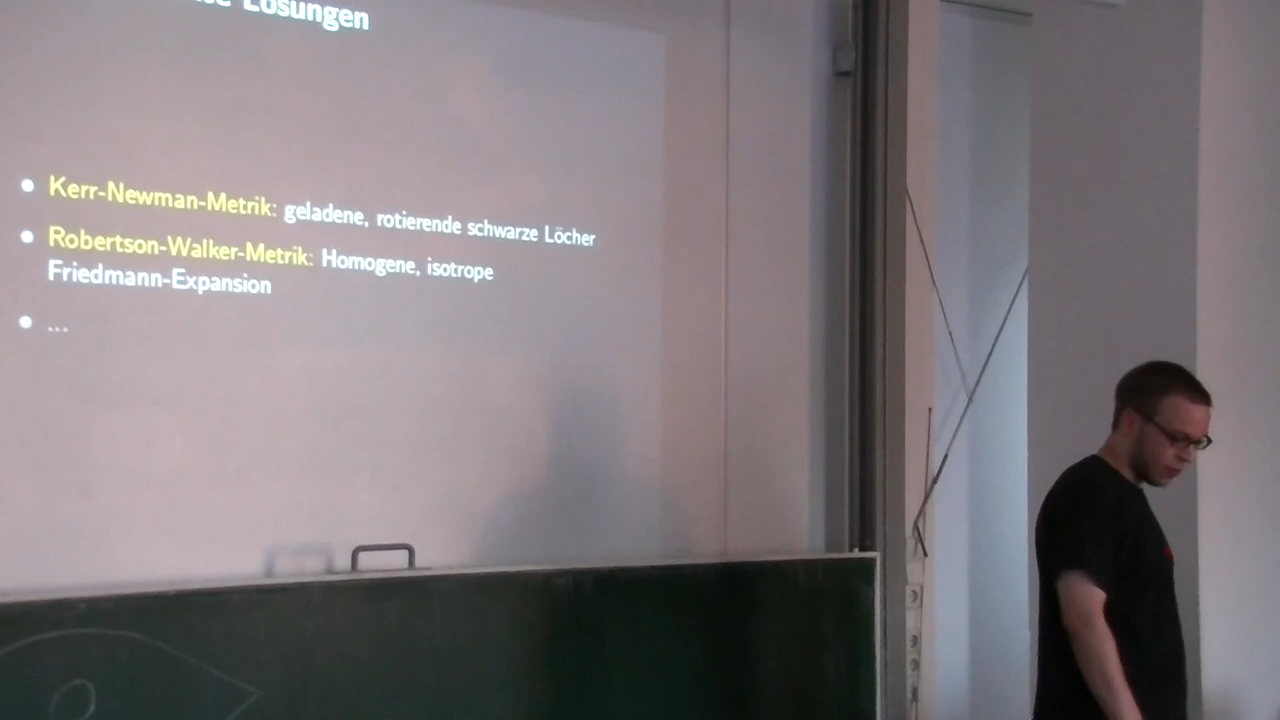 Lösungen
• Kerr-Newman-Metrik: geladene, rotierende schwarze Löcher
• Robertson-Walker-Metrik: Homogene, isotrope
Friedmann-Expansion
• ...